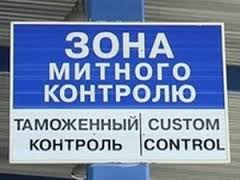 ЗОНА
МИТНОГО
КОНТРОЛЮ
ТАМОЖЕННЫЙ
КОНТРОЛЬ
CUSTOM
CONTROL